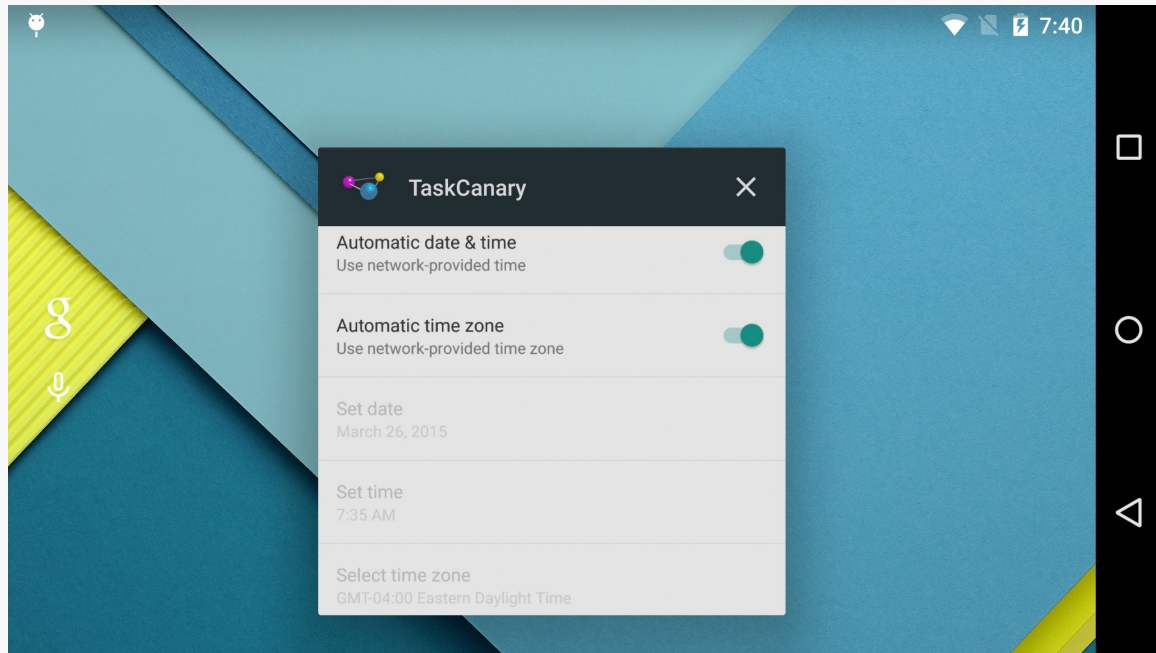 7:40
TaskCanary
Automatic date & time
Use network-provided time
Automatic time zone
Use network-provided time zone
g
Set date
March 26, 2015
Set time
7:35 AM
Select time zone
GMT-04:00 Eastern Daylight Time